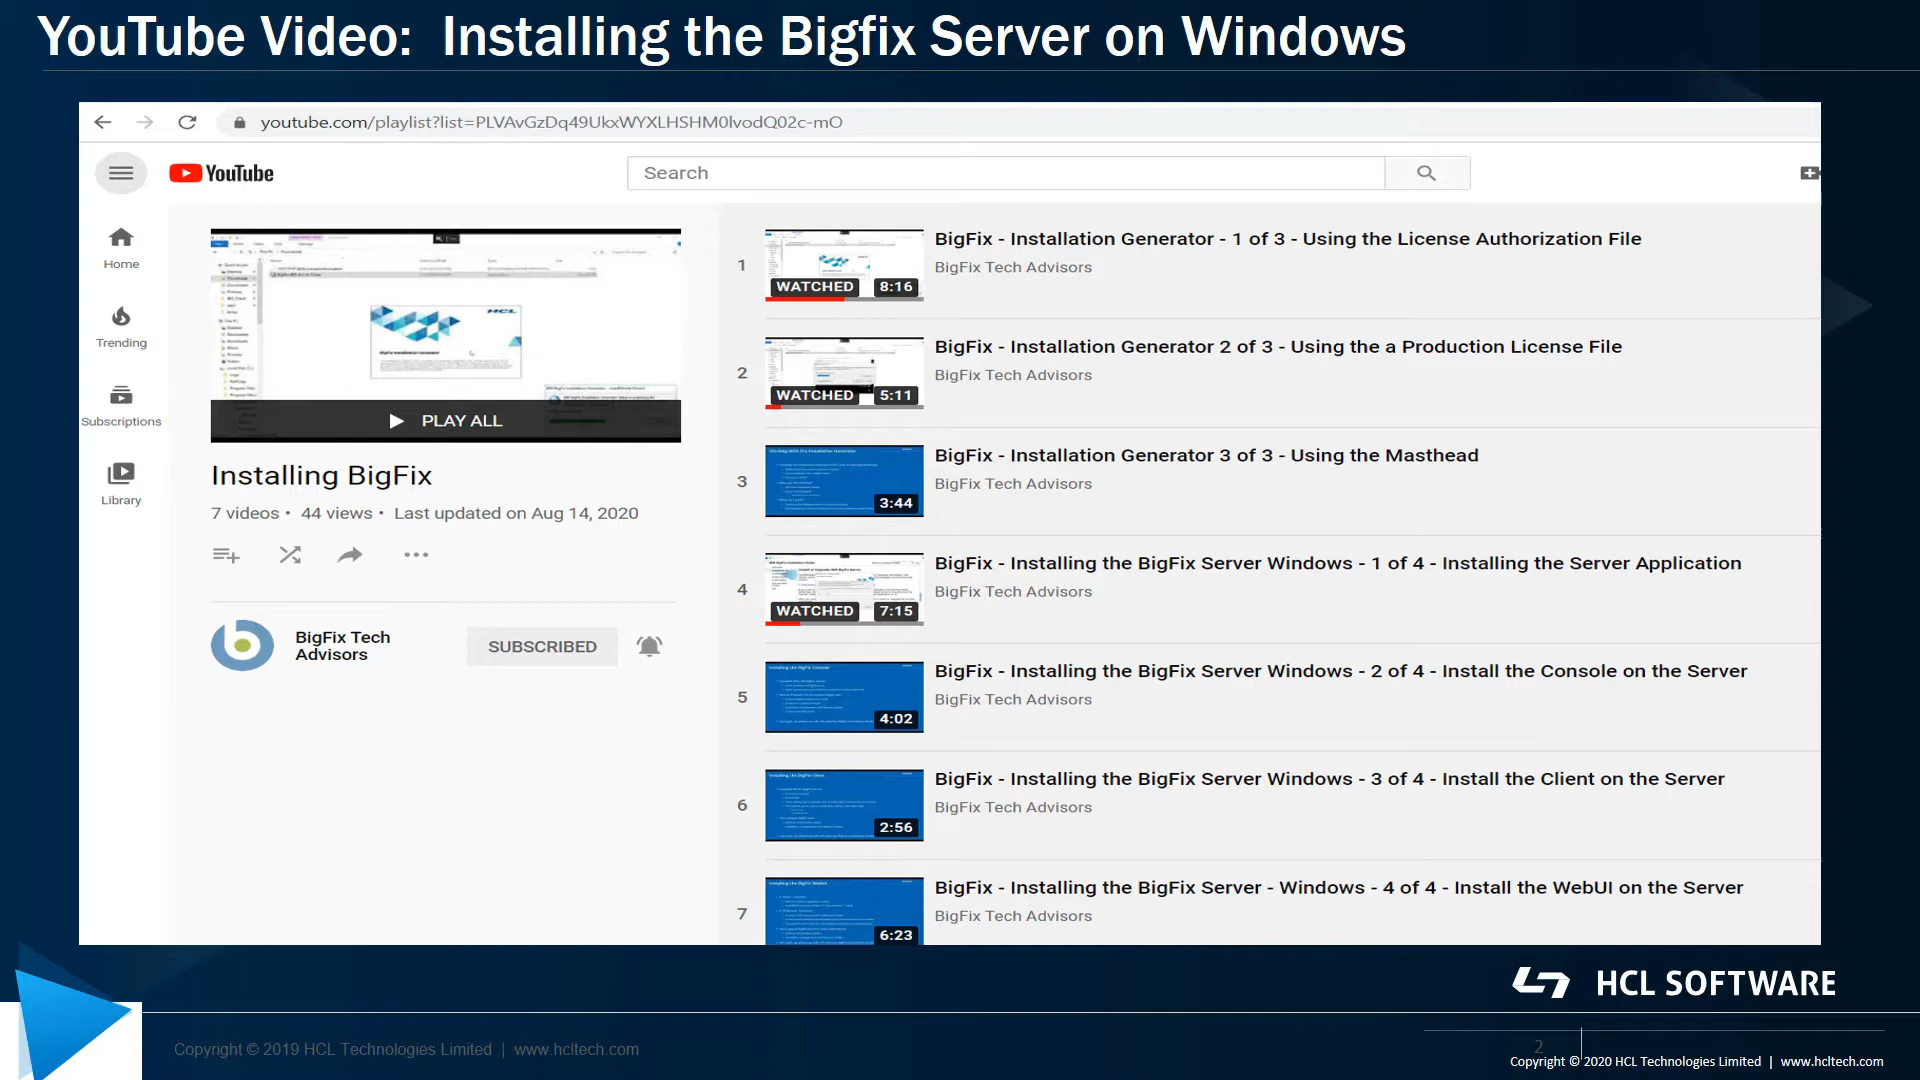 YouTube Video:  Installing the Bigfix Server on Windows
youtube.com/playlist?list=PLVAvGzDq49UkxWYXLHSHM0lvodQ02c-mO
YouTube
Search
Home
Trending
Subscriptions
Library
HCL
BigFix Installation Generator
PLAY ALL
Installing BigFix
7 videos • 44 views • Last updated on Aug 14, 2020
BigFix Tech
Advisors
SUBSCRIBED
1
WATCHED
8:16
BigFix - Installation Generator - 1 of 3 - Using the License Authorization File
BigFix Tech Advisors
2
WATCHED
5:11
BigFix - Installation Generator 2 of 3 - Using the a Production License File
BigFix Tech Advisors
3
3:44
BigFix - Installation Generator 3 of 3 - Using the Masthead
BigFix Tech Advisors
4
WATCHED
7:15
BigFix - Installing the BigFix Server Windows - 1 of 4 - Installing the Server Application
BigFix Tech Advisors
5
4:02
BigFix - Installing the BigFix Server Windows - 2 of 4 - Install the Console on the Server
BigFix Tech Advisors
6
2:56
BigFix - Installing the BigFix Server Windows - 3 of 4 - Install the Client on the Server
BigFix Tech Advisors
7
6:23
BigFix - Installing the BigFix Server - Windows - 4 of 4 - Install the WebUI on the Server
BigFix Tech Advisors
HCL SOFTWARE
Copyright © 2019 HCL Technologies Limited | www.hcltech.com
2
Copyright © 2020 HCL Technologies Limited | www.hcltech.com